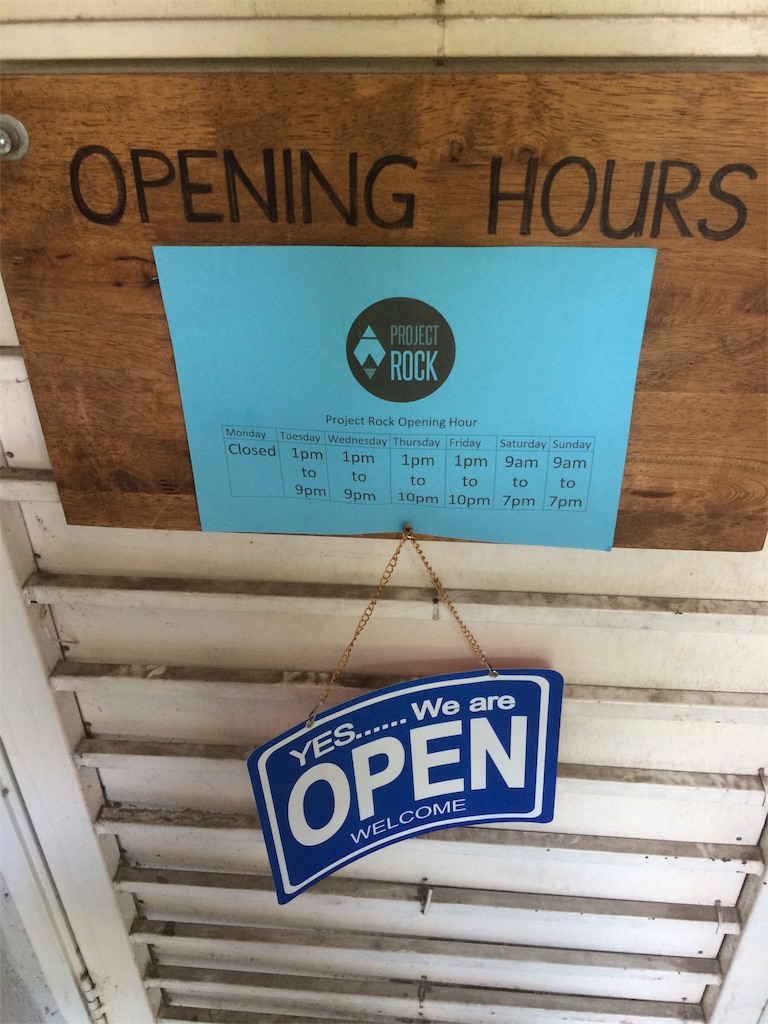 OPENING HOURS
PROJECT
ROCK
Project Rock Opening Hour
Monday Tuesday Wednesday Thursday Friday Saturday Sunday
Closed 1pm 1pm 1pm 1pm 9am 9am
to to to to to to
9pm 9pm 10pm 10pm 7pm 7pm
YES...... We are
OPEN
WELCOME